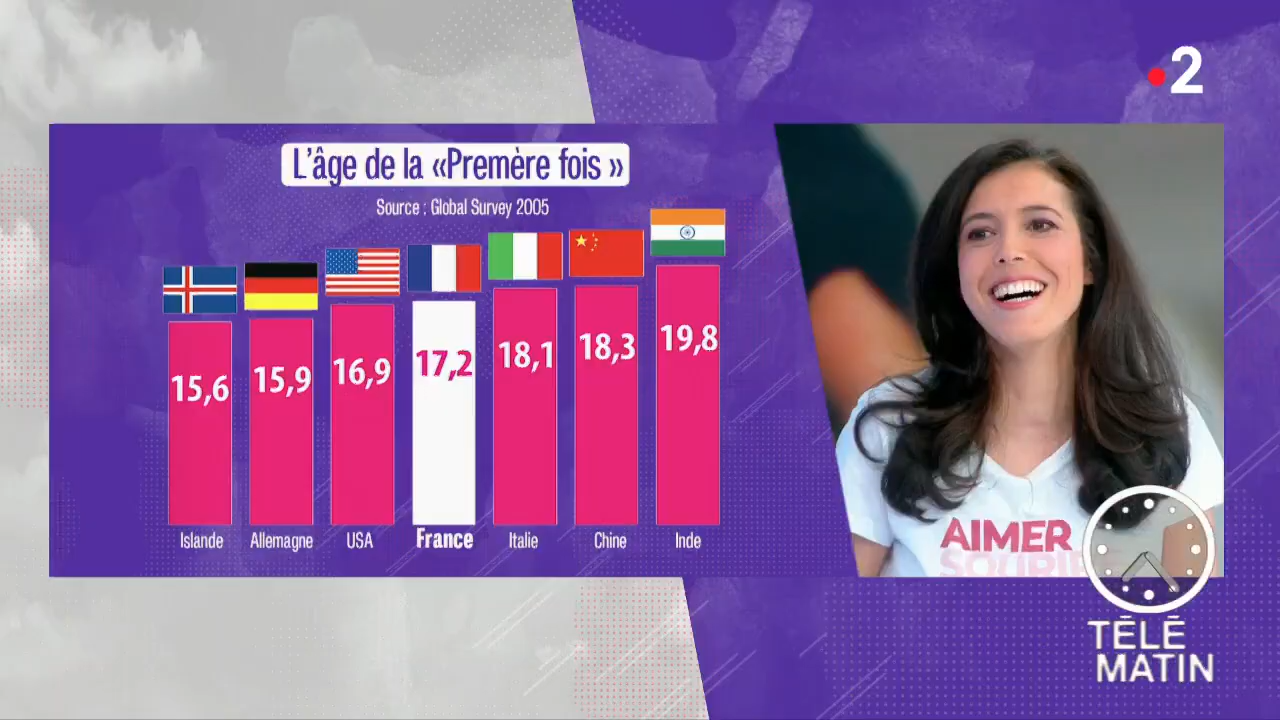 2
L'âge de la «Premère fois »
Source : Global Survey 2005
15,6
15,9
16,9
17,2
18,1
18,3
19,8
Islande
Allemagne
USA
France
Italie
Chine
Inde
AIMER
SOURIE
TÉLÉ
MATIN